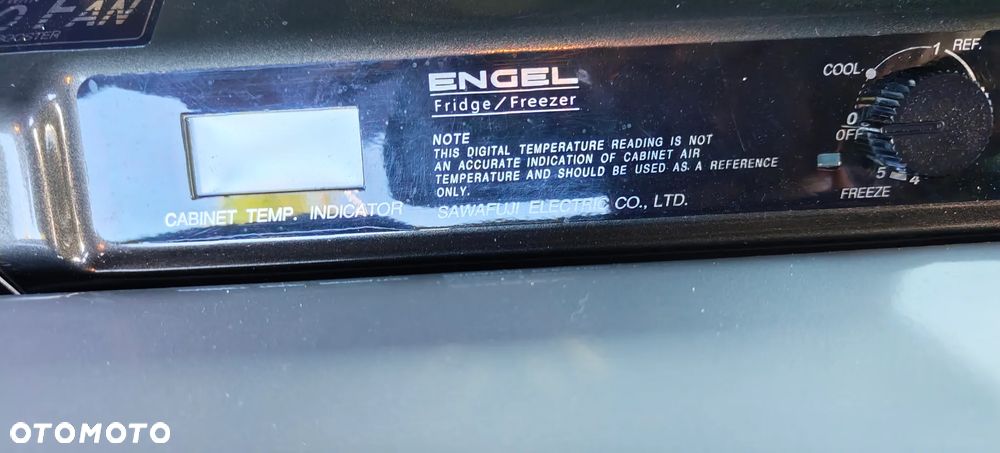 FAN
BOOSTER
ENGEL
Fridge/Freezer
NOTE
THIS DIGITAL TEMPERATURE READING IS NOT
AN ACCURATE INDICATION OF CABINET AIR
TEMPERATURE AND SHOULD BE USED AS A REFERENCE
ONLY.
CABINET TEMP. INDICATOR
SAWAFUJI ELECTRIC CO., LTD.
1 REF.
COOL
0
OFF
5 4
FREEZE
OTOMOTO